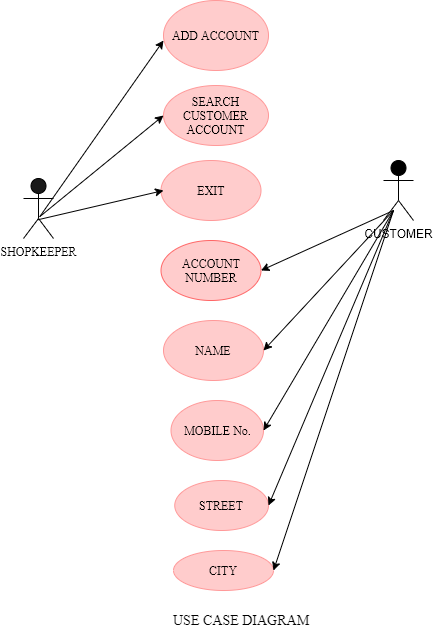 ADD ACCOUNT
SEARCH
CUSTOMER
ACCOUNT
EXIT
SHOPKEEPER
CUSTOMER
ACCOUNT
NUMBER
NAME
MOBILE No.
STREET
CITY
USE CASE DIAGRAM